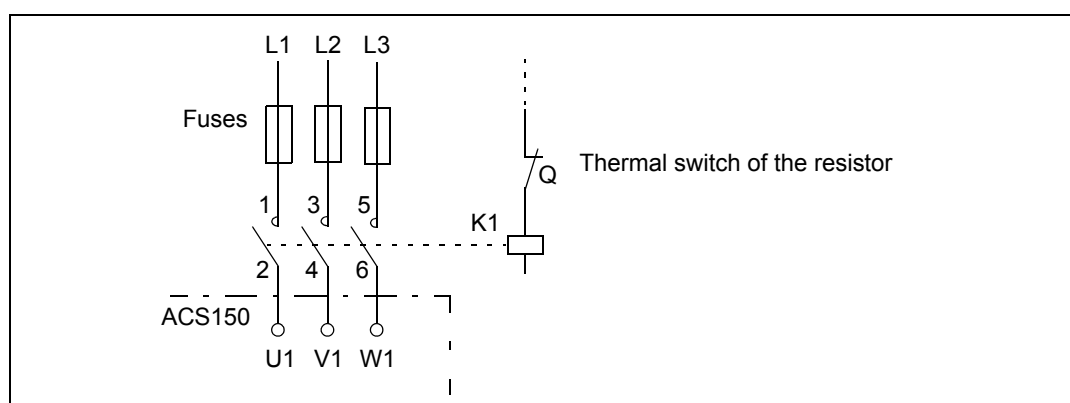 L1 L2 L3
Fuses
Thermal switch of the resistor
Q
1 3 5
K1
2 4 6
ACS150
U1 V1 W1